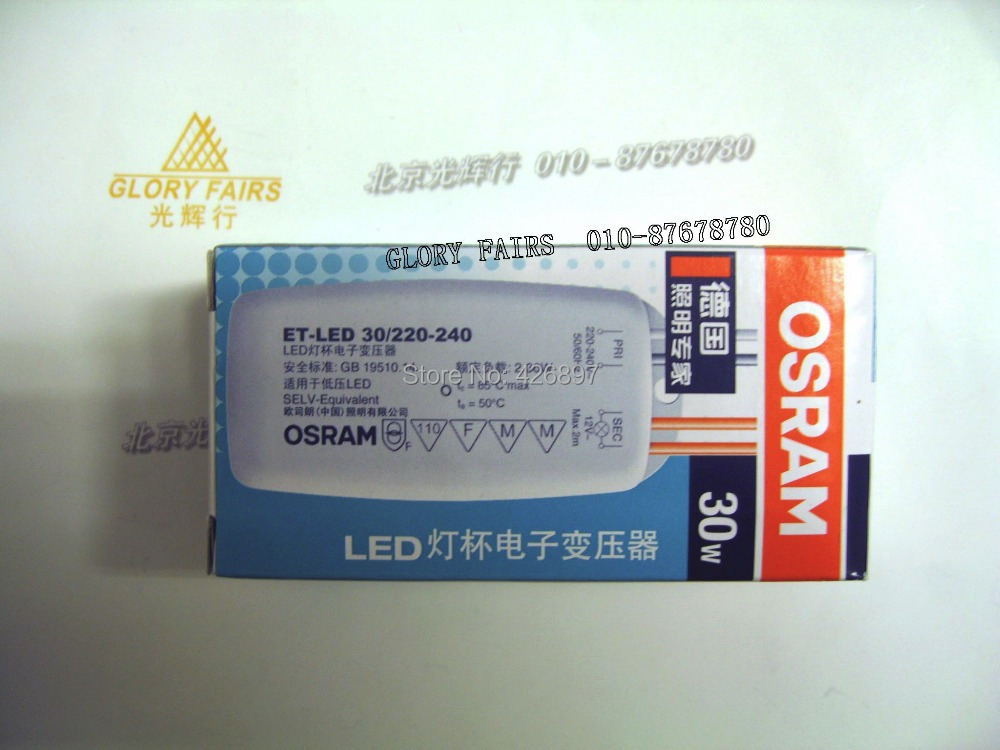 GLORY FAIRS
光辉行
北京光辉行 010-87678780
GLORY FAIRS 010-87678780
德国
照明专家
OSRAM
30W
ET-LED 30/220-240
LED灯杯电子变压器
安全标准: GB 19510.
额定负载:
适用于低压LED
tc = 85°C max
SELV-Equivalent
ta = 50°C
欧司朗(中国)照明有限公司
OSRAM
F
110
F
M
M
PRI
220-240V
50/60Hz
SEC
12V~
Max 2m
Store No: 426897
北京光
LED灯杯电子变压器